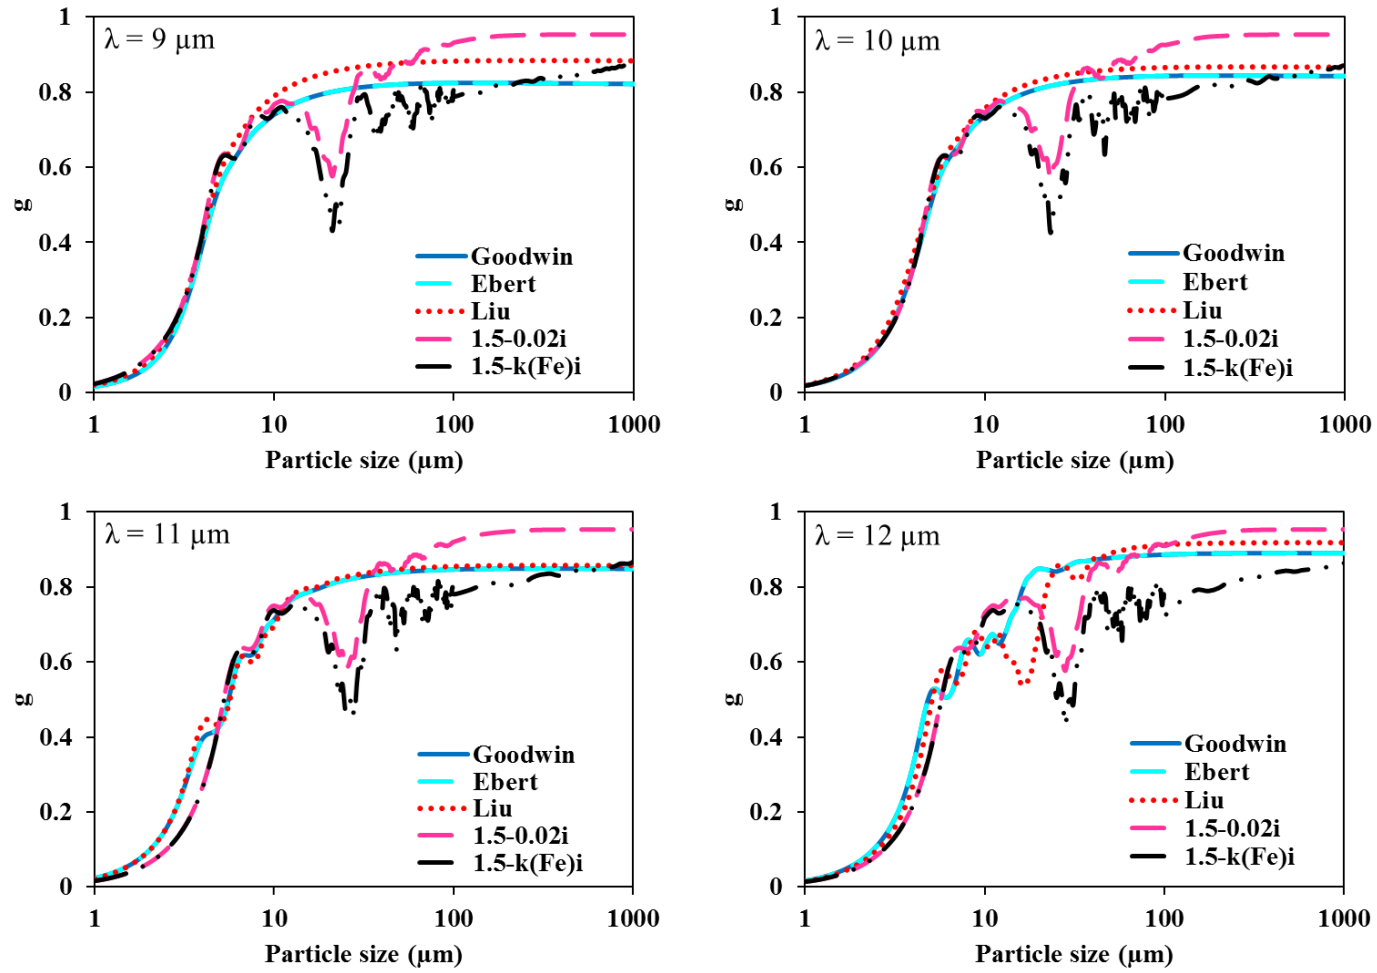 λ = 9 µm
g
1
0.8
0.6
0.4
0.2
0
Goodwin
Ebert
Liu
1.5-0.02i
1.5-k(Fe)i
1 10 100 1000
Particle size (µm)
λ = 10 µm
g
1
0.8
0.6
0.4
0.2
0
Goodwin
Ebert
Liu
1.5-0.02i
1.5-k(Fe)i
1 10 100 1000
Particle size (µm)
λ = 11 µm
g
1
0.8
0.6
0.4
0.2
0
Goodwin
Ebert
Liu
1.5-0.02i
1.5-k(Fe)i
1 10 100 1000
Particle size (µm)
λ = 12 µm
g
1
0.8
0.6
0.4
0.2
0
Goodwin
Ebert
Liu
1.5-0.02i
1.5-k(Fe)i
1 10 100 1000
Particle size (µm)